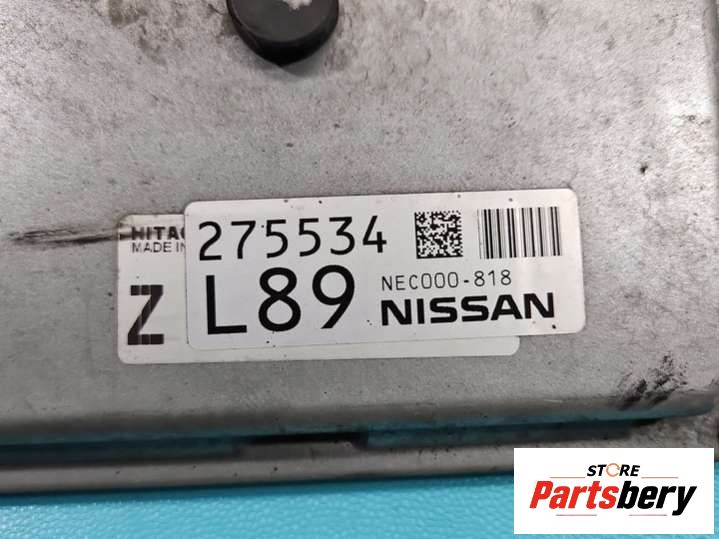 HITAC
MADE IN
Z
275534
L89
NEC000-818
NISSAN
STORE
Partsbery